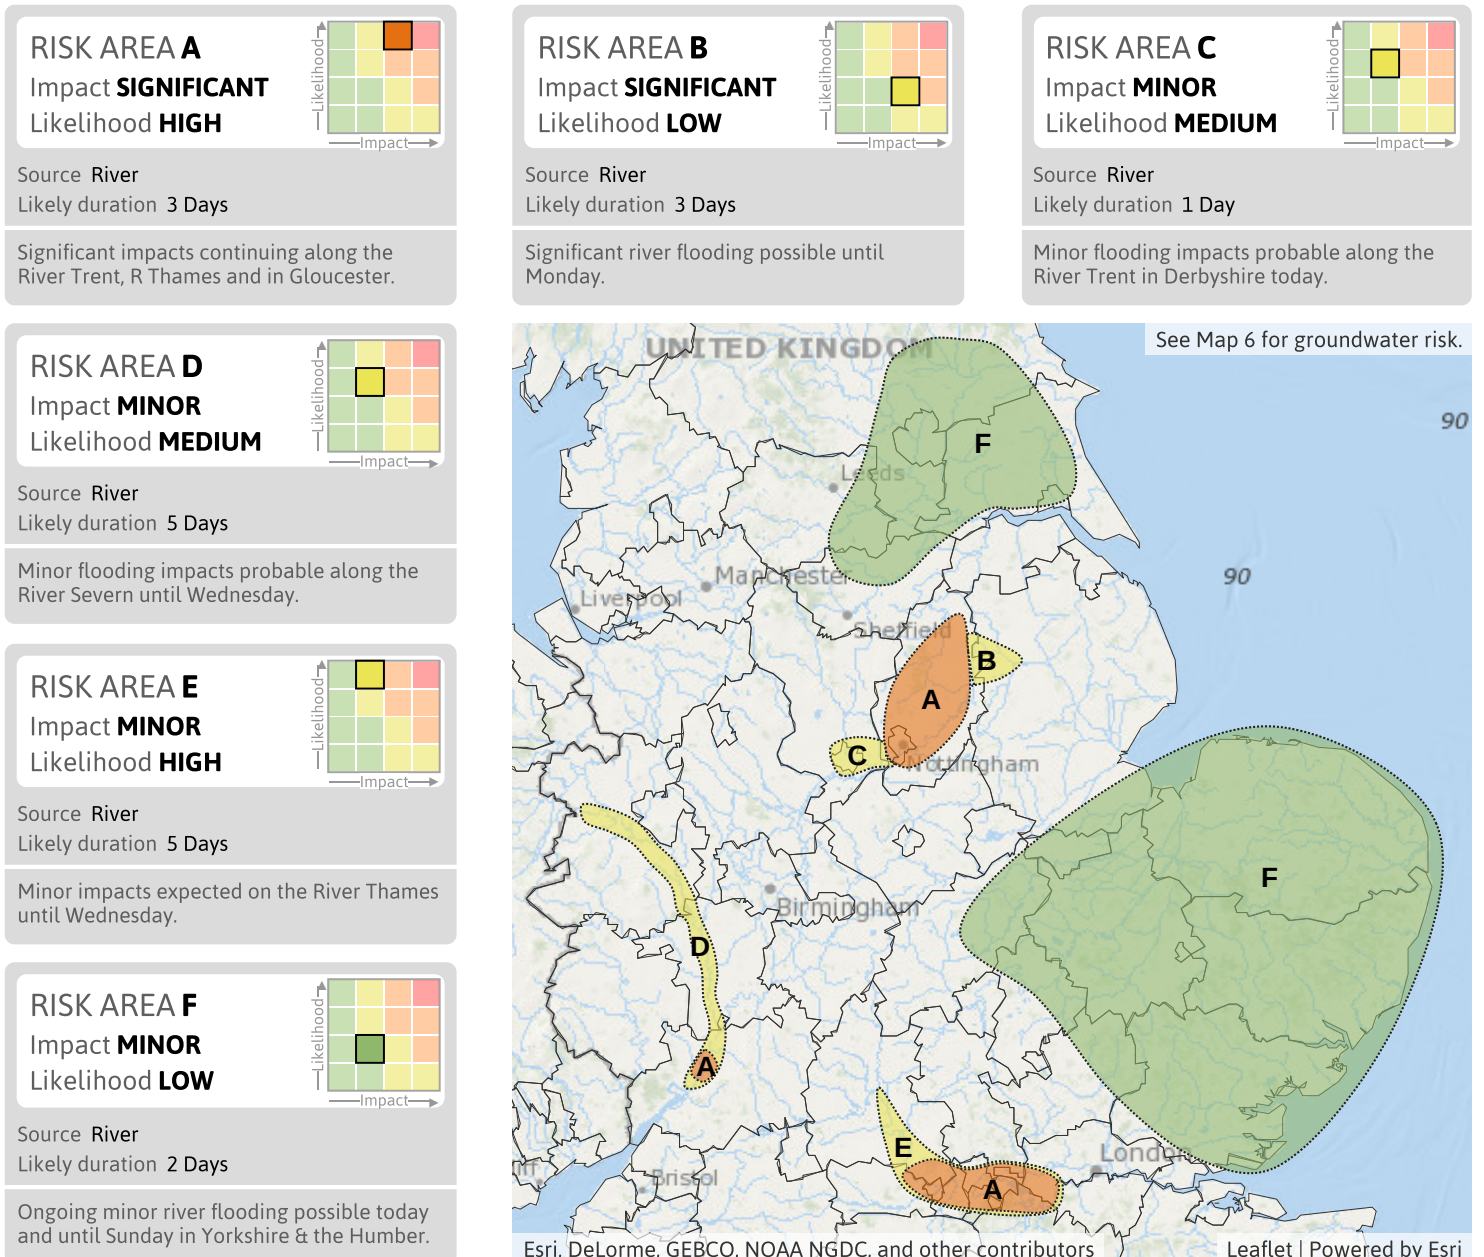 RISK AREA A
Impact SIGNIFICANT
Likelihood HIGH
Likelihood
Impact
Source River
Likely duration 3 Days
Significant impacts continuing along the
River Trent, R Thames and in Gloucester.
RISK AREA B
Impact SIGNIFICANT
Likelihood LOW
Likelihood
Impact
Source River
Likely duration 3 Days
Significant river flooding possible until
Monday.
RISK AREA C
Impact MINOR
Likelihood MEDIUM
Likelihood
Impact
Source River
Likely duration 1 Day
Minor flooding impacts probable along the
River Trent in Derbyshire today.
RISK AREA D
Impact MINOR
Likelihood MEDIUM
Likelihood
Impact
Source River
Likely duration 5 Days
Minor flooding impacts probable along the
River Severn until Wednesday.
RISK AREA E
Impact MINOR
Likelihood HIGH
Likelihood
Impact
Source River
Likely duration 5 Days
Minor impacts expected on the River Thames
until Wednesday.
RISK AREA F
Impact MINOR
Likelihood LOW
Likelihood
Impact
Source River
Likely duration 2 Days
Ongoing minor river flooding possible today
and until Sunday in Yorkshire & the Humber.
See Map 6 for groundwater risk.
UNITED KINGDOM
90
F
Leeds
90
Manchester
Liverpool
Sheffield
B
A
C
Nottingham
F
Birmingham
D
A
E
London
Bristol
A
Esri, DeLorme, GEBCO, NOAA NGDC, and other contributors
Leaflet | Powered by Esri